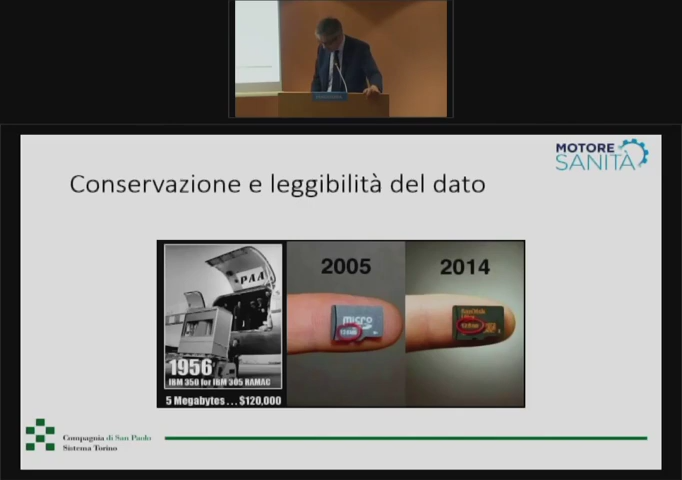 MOTORE
SANITÀ
Conservazione e leggibilità del dato
PAA
1956
IBM 350 for IBM 305 RAMAC
5 Megabytes . . . $120,000
2005
micro
2014
Compagnia di San Paolo
Sistema Torino